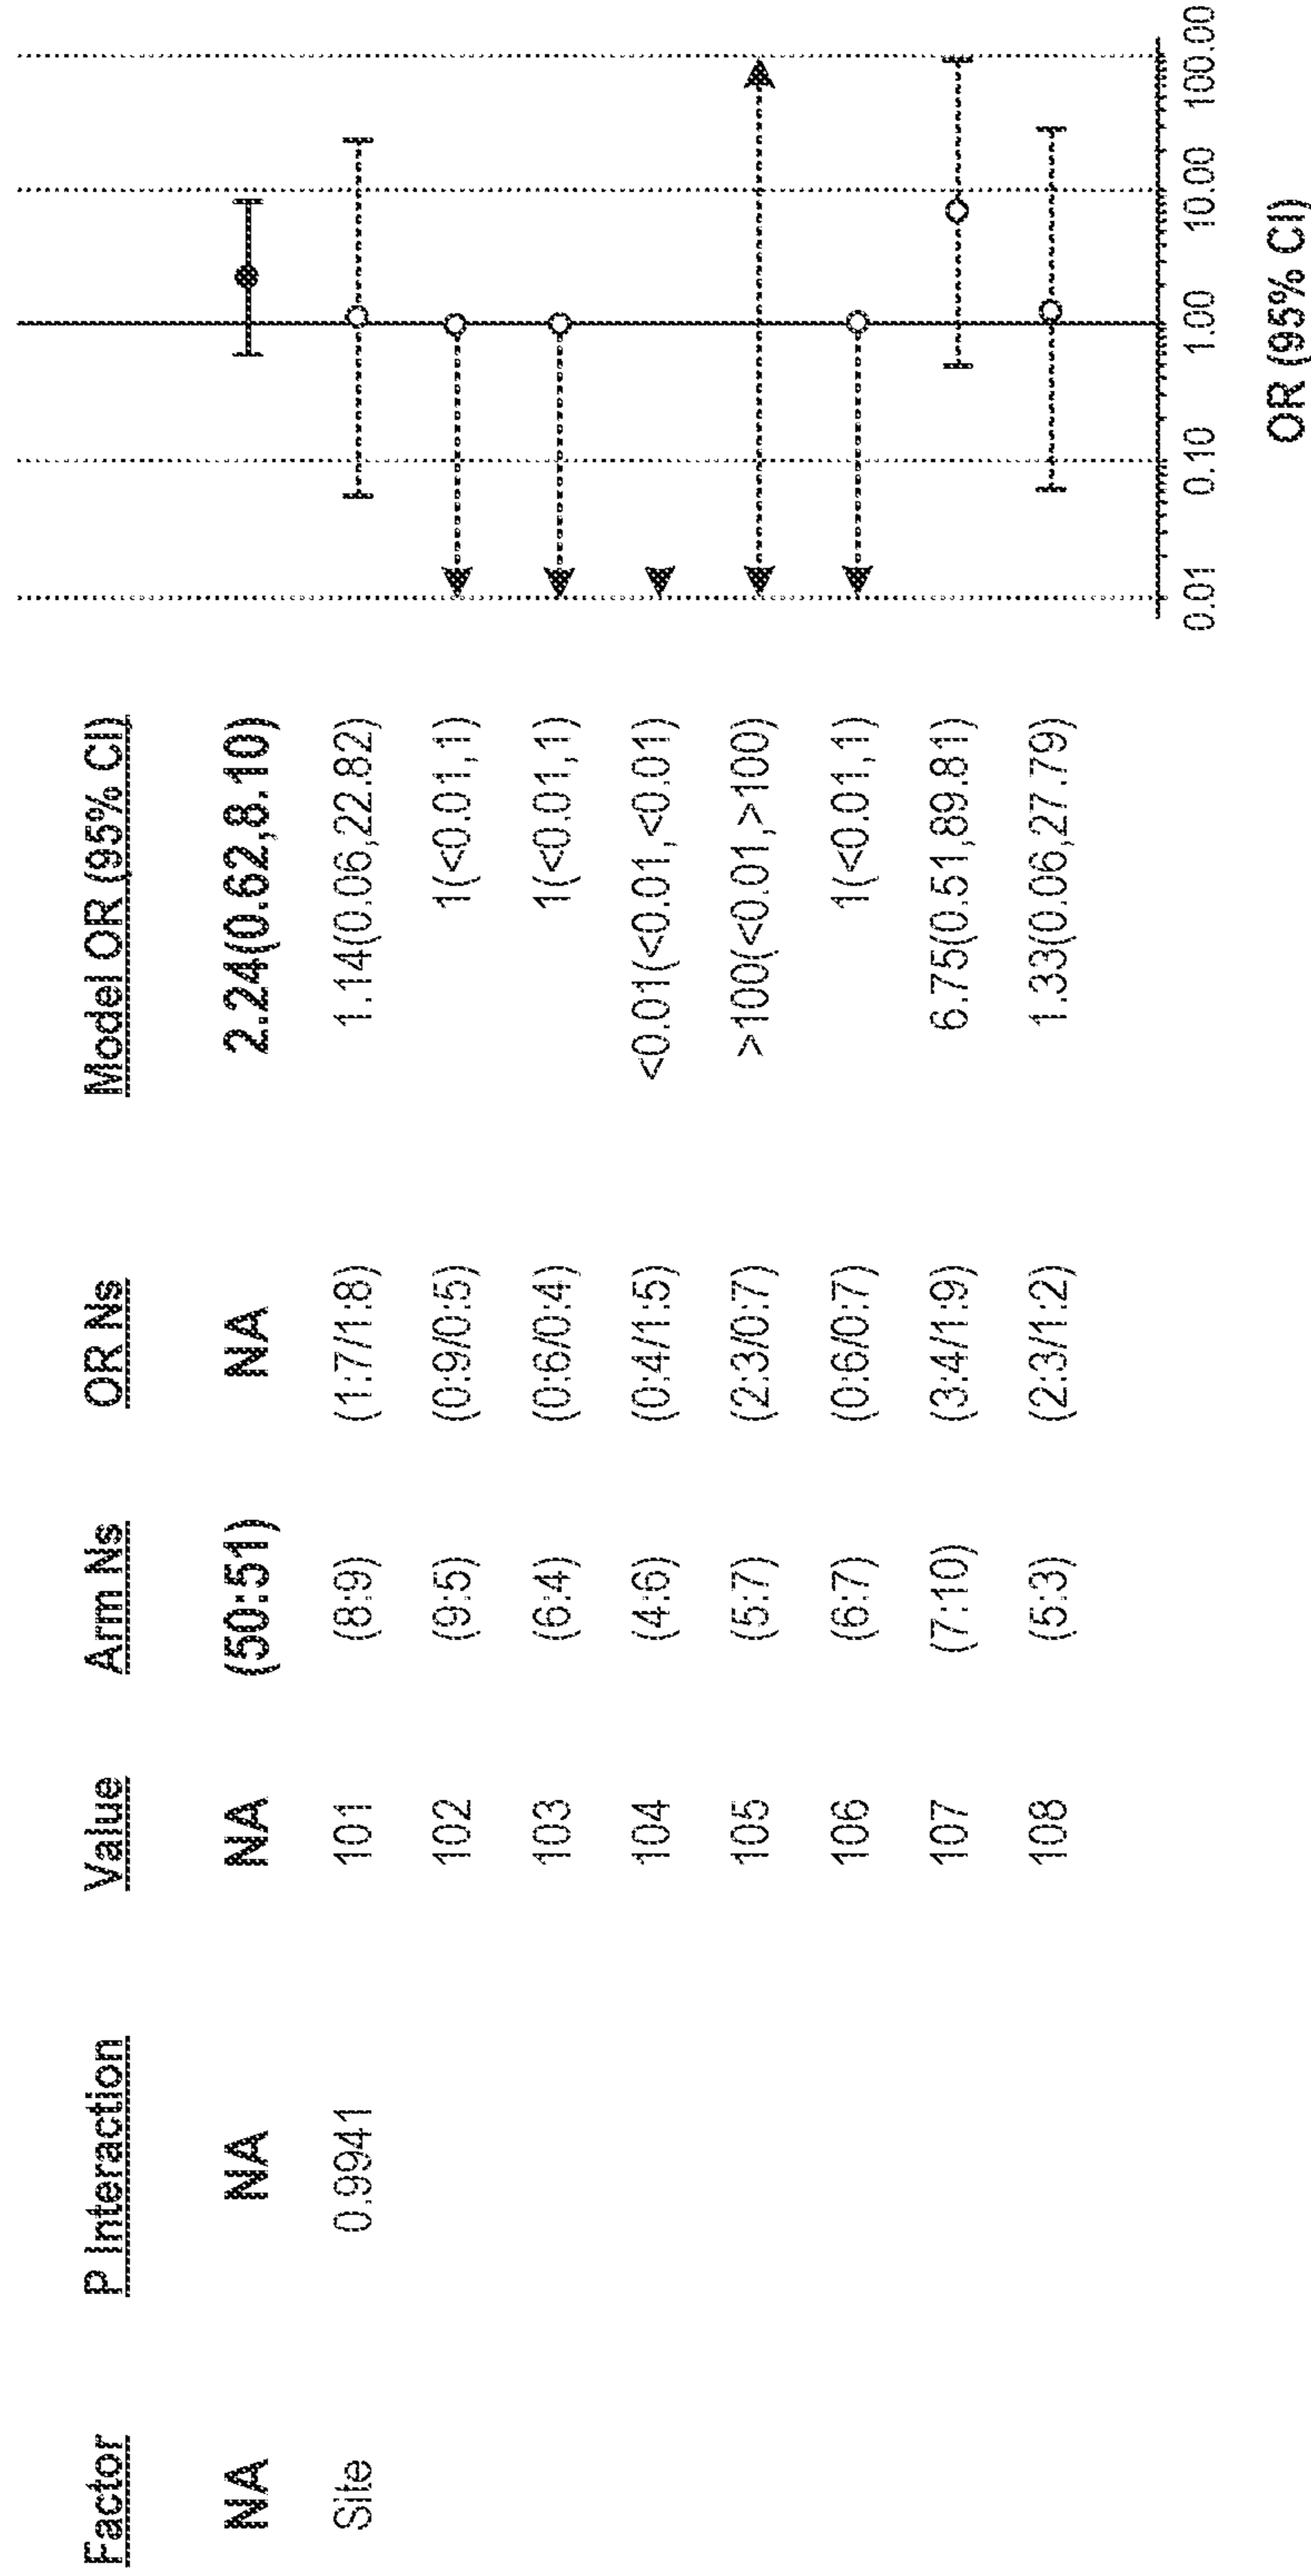 Factor P Interaction Value Arm Ns OR Ns Model OR (95% CI)
NA NA NA (50:51) NA 2.24(0.62,8.10)
Site 0.9941 101 (8:9) (1:7/1:8) 1.14(0.06,22.82)
102 (9:5) (0:9/0:5) 1(<0.01,1)
103 (6:4) (0:6/0:4) 1(<0.01,1)
104 (4:6) (0:4/1:5) <0.01(<0.01,<0.01)
105 (5:7) (2:3/0:7) >100(<0.01,>100)
106 (6:7) (0:6/0:7) 1(<0.01,1)
107 (7:10) (3:4/1:9) 6.75(0.51,89.81)
108 (5:3) (2:3/1:2) 1.33(0.06,27.79)
0.01 0.10 1.00 10.00 100.00
OR (95% CI)